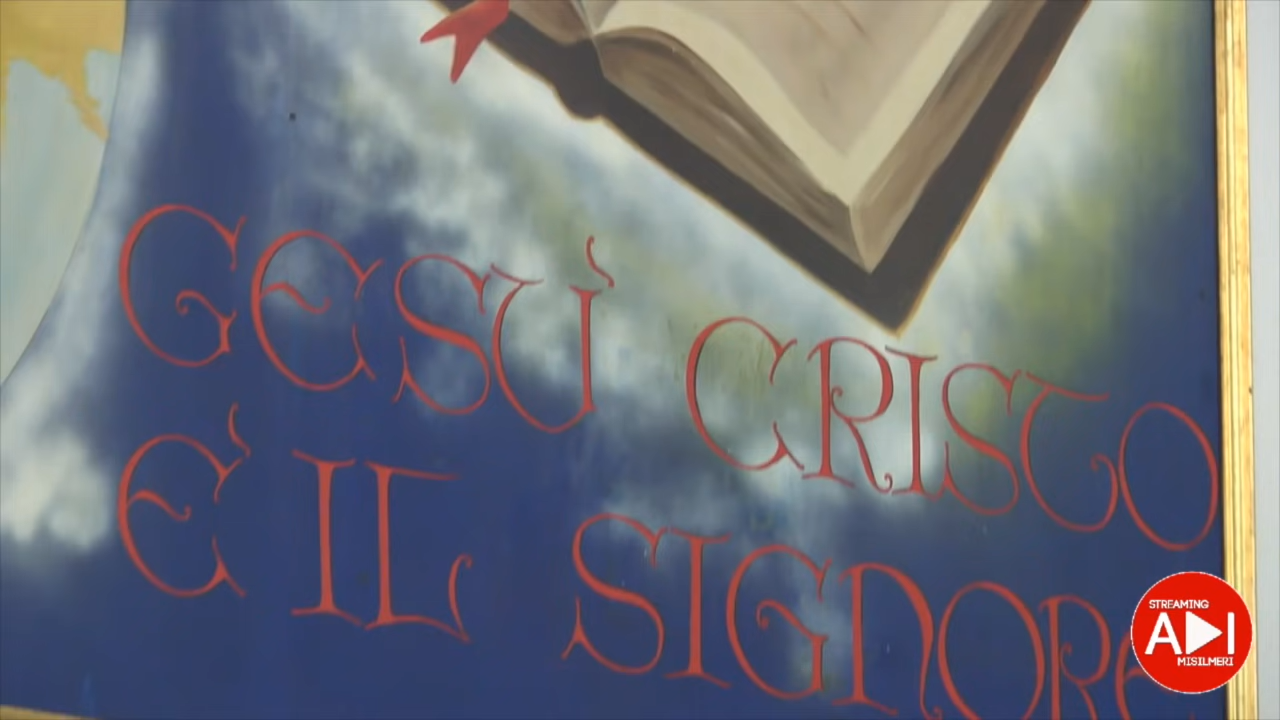 GESÙ CRISTO
È IL SIGNORE
STREAMING
ADI
MISILMERI